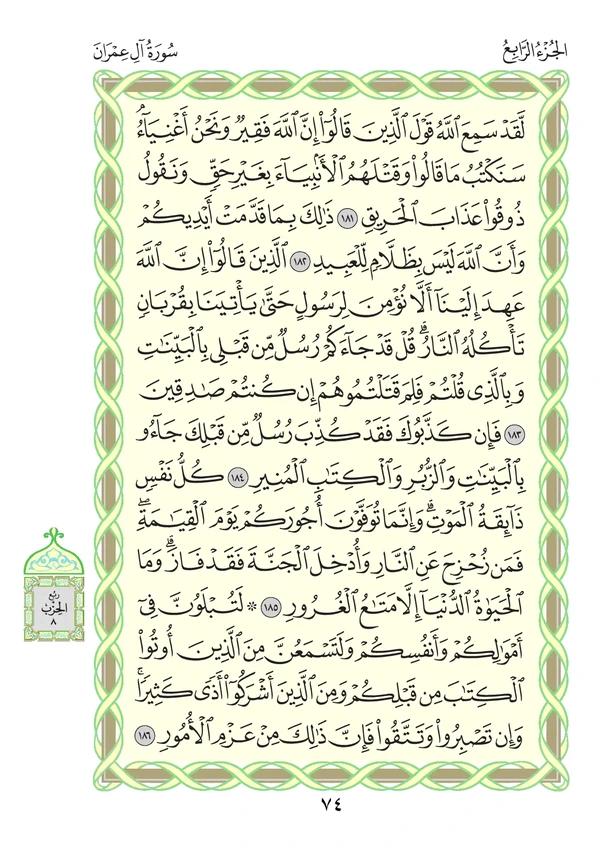 الجُزْءُ الرَّابِعُ
سُورَةُ آلِ عِمْرَانَ
لَّقَدْ سَمِعَ ٱللَّهُ قَوْلَ ٱلَّذِينَ قَالُوٓا۟ إِنَّ ٱللَّهَ فَقِيرٌ وَنَحْنُ أَغْنِيَآءُ ۘ
سَنَكْتُبُ مَا قَالُوا۟ وَقَتْلَهُمُ ٱلْأَنۢبِيَآءَ بِغَيْرِ حَقٍّ وَنَقُولُ
ذُوقُوا۟ عَذَابَ ٱلْحَرِيقِ ١٨١ ذَٰلِكَ بِمَا قَدَّمَتْ أَيْدِيكُمْ
وَأَنَّ ٱللَّهَ لَيْسَ بِظَلَّامٍ لِّلْعَبِيدِ ١٨٢ ٱلَّذِينَ قَالُوٓا۟ إِنَّ ٱللَّهَ
عَهِدَ إِلَيْنَآ أَلَّا نُؤْمِنَ لِرَسُولٍ حَتَّىٰ يَأْتِيَنَا بِقُرْبَانٍ
تَأْكُلُهُ ٱلنَّارُ ۗ قُلْ قَدْ جَآءَكُمْ رُسُلٌ مِّن قَبْلِى بِٱلْبَيِّنَٰتِ
وَبِٱلَّذِى قُلْتُمْ فَلِمَ قَتَلْتُمُوهُمْ إِن كُنتُمْ صَٰدِقِينَ
١٨٣ فَإِن كَذَّبُوكَ فَقَدْ كُذِّبَ رُسُلٌ مِّن قَبْلِكَ جَآءُو
بِٱلْبَيِّنَٰتِ وَٱلزُّبُرِ وَٱلْكِتَٰبِ ٱلْمُنِيرِ ١٨٤ كُلُّ نَفْسٍ
ذَآئِقَةُ ٱلْمَوْتِ ۗ وَإِنَّمَا تُوَفَّوْنَ أُجُورَكُمْ يَوْمَ ٱلْقِيَٰمَةِ ۖ
فَمَن زُحْزِحَ عَنِ ٱلنَّارِ وَأُدْخِلَ ٱلْجَنَّةَ فَقَدْ فَازَ ۗ وَمَا
ٱلْحَيَوٰةُ ٱلدُّنْيَآ إِلَّا مَتَٰعُ ٱلْغُرُورِ ١٨٥ ۞ لَتُبْلَوُنَّ فِىٓ
أَمْوَٰلِكُمْ وَأَنفُسِكُمْ وَلَتَسْمَعُنَّ مِنَ ٱلَّذِينَ أُوتُوا۟
ٱلْكِتَٰبَ مِن قَبْلِكُمْ وَمِنَ ٱلَّذِينَ أَشْرَكُوٓا۟ أَذًى كَثِيرًا ۚ
وَإِن تَصْبِرُوا۟ وَتَتَّقُوا۟ فَإِنَّ ذَٰلِكَ مِنْ عَزْمِ ٱلْأُمُورِ ١٨٦
ربع
الحزب
٨
٧٤